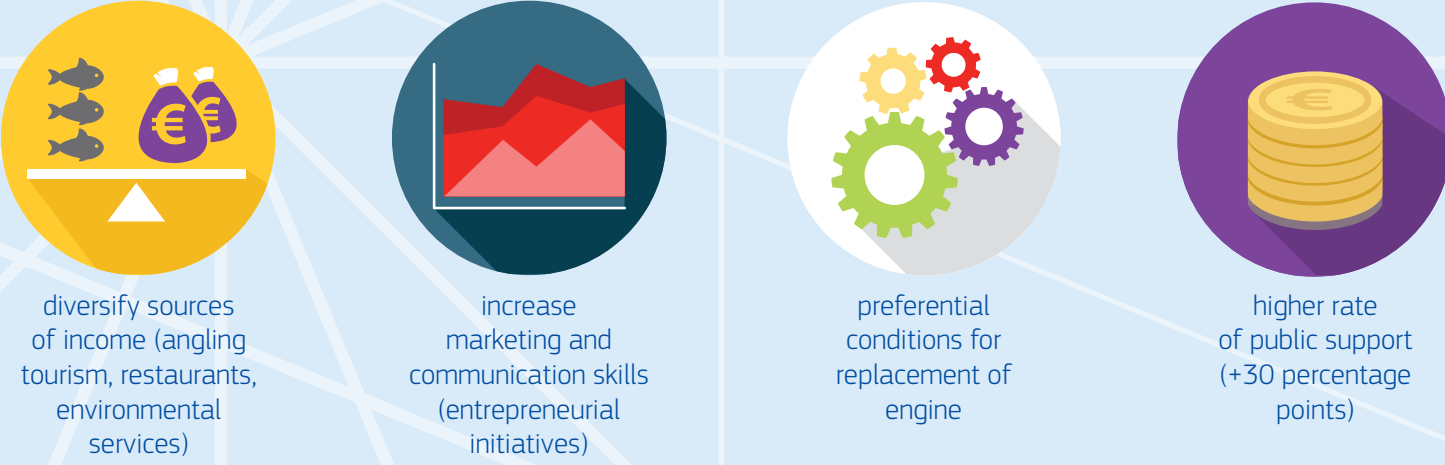 € €
€
diversify sources
of income (angling
tourism, restaurants,
environmental
services)
increase
marketing and
communication skills
(entrepreneurial
initiatives)
preferential
conditions for
replacement of
engine
higher rate
of public support
(+30 percentage
points)